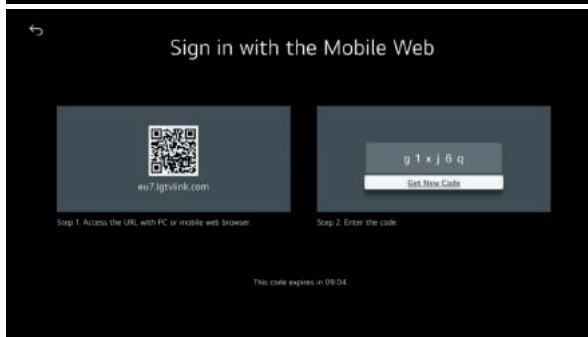 Sign in with the Mobile Web
eu7.lgtvlink.com
g 1 x j 6 q
Get New Code
Step 1. Access the URL with PC or mobile web browser.
Step 2. Enter the code.
This code expires in 09:04.